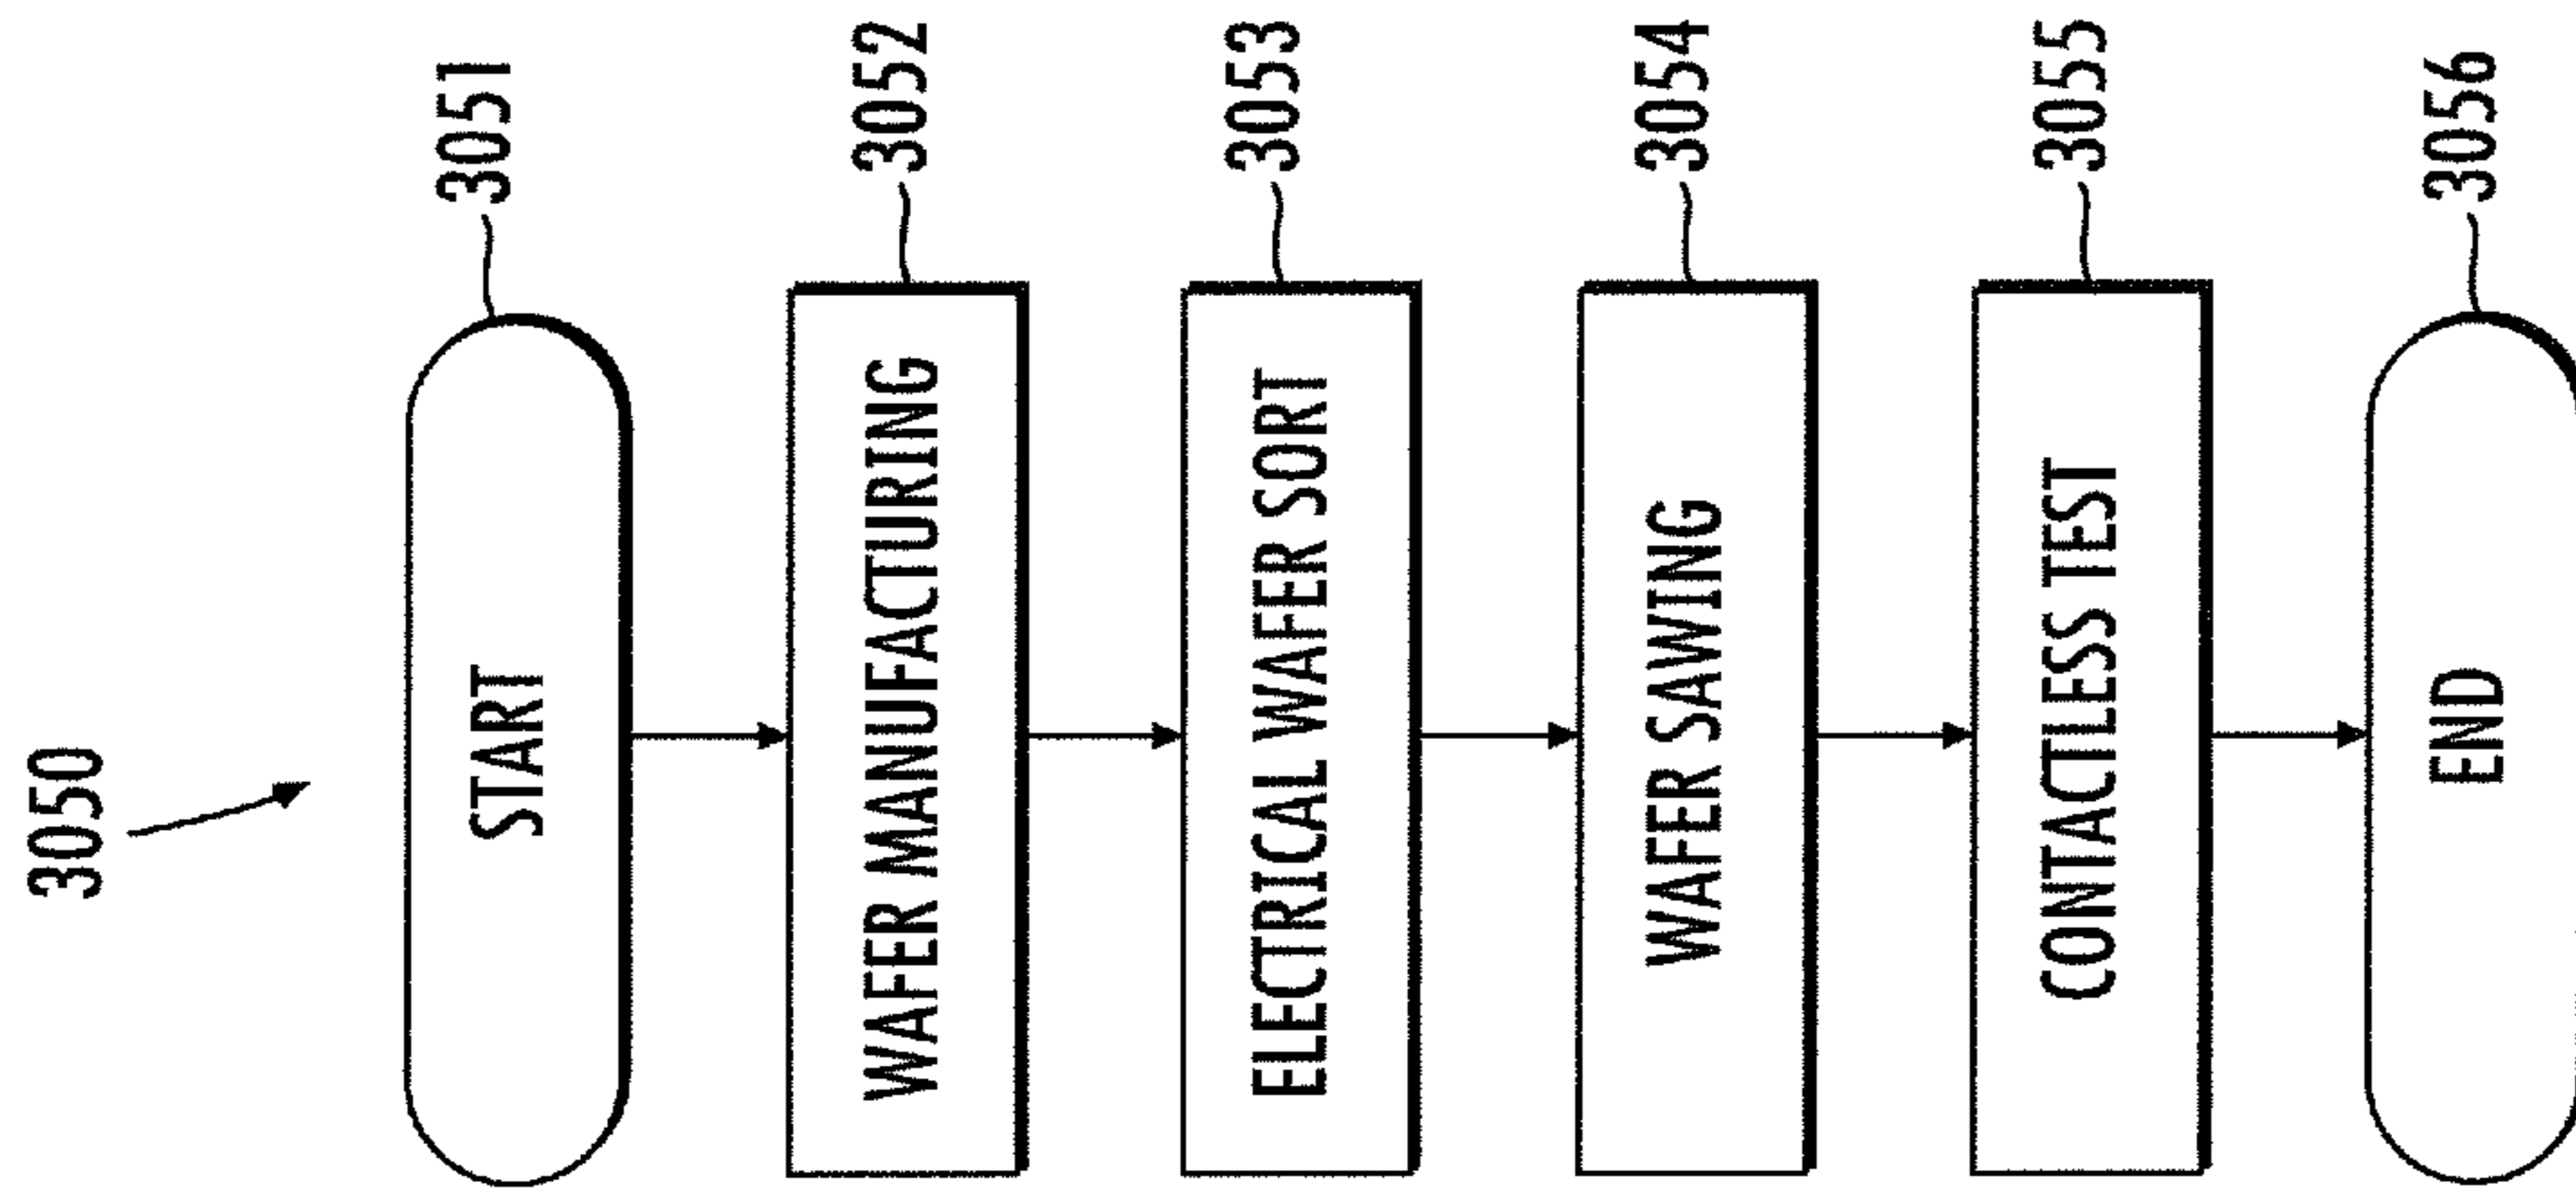 3050
START
3051
WAFER MANUFACTURING
3052
ELECTRICAL WAFER SORT
3053
WAFER SAWING
3054
CONTACTLESS TEST
3055
END
3056